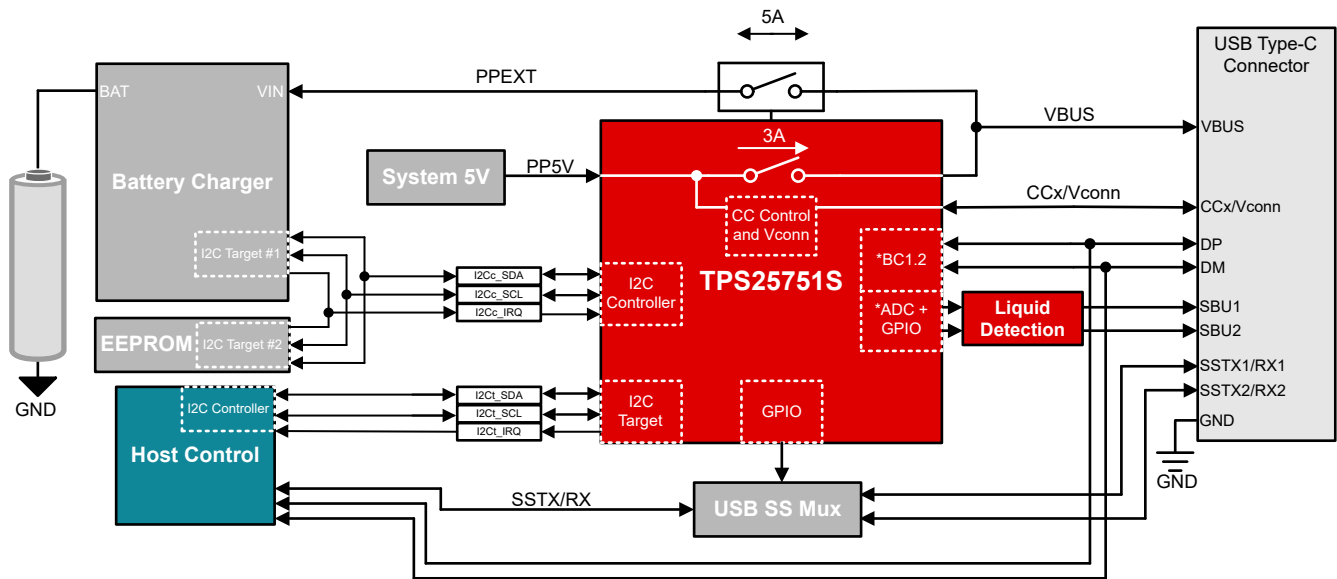 5A
USB Type-C
Connector
PPEXT
BAT
VIN
VBUS
VBUS
3A
Battery Charger
System 5V
PP5V
CCx/Vconn
CCx/Vconn
CC Control
and Vconn
DP
*BC1.2
I2C Target #1
DM
I2Cc_SDA
I2C
Controller
TPS25751S
I2Cc_SCL
I2Cc_IRQ
*ADC +
GPIO
Liquid
Detection
SBU1
SBU2
EEPROM
I2C Target #2
SSTX1/RX1
SSTX2/RX2
GND
I2C Controller
I2Ct_SDA
I2Ct_SCL
I2Ct_IRQ
I2C
Target
GPIO
GND
Host Control
GND
SSTX/RX
USB SS Mux